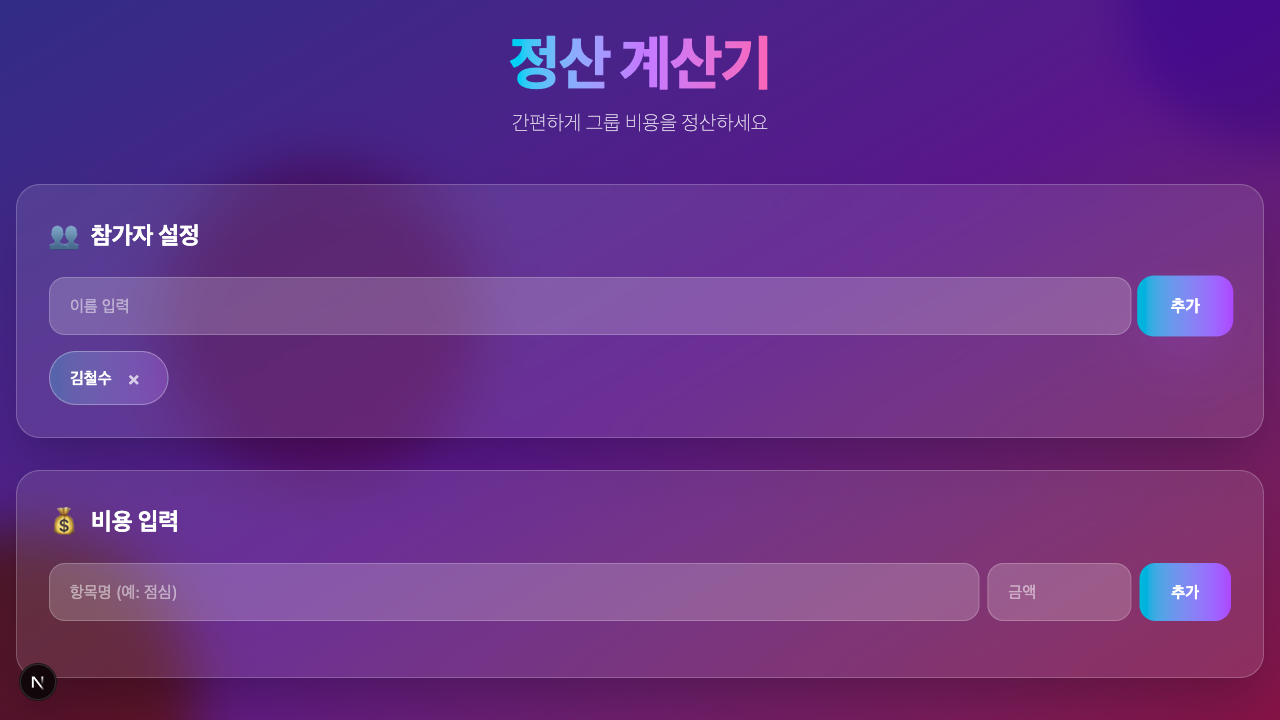 정산 계산기
간편하게 그룹 비용을 정산하세요
참가자 설정
이름 입력
추가
김철수 ×
비용 입력
항목명 (예: 점심)
금액
추가
N